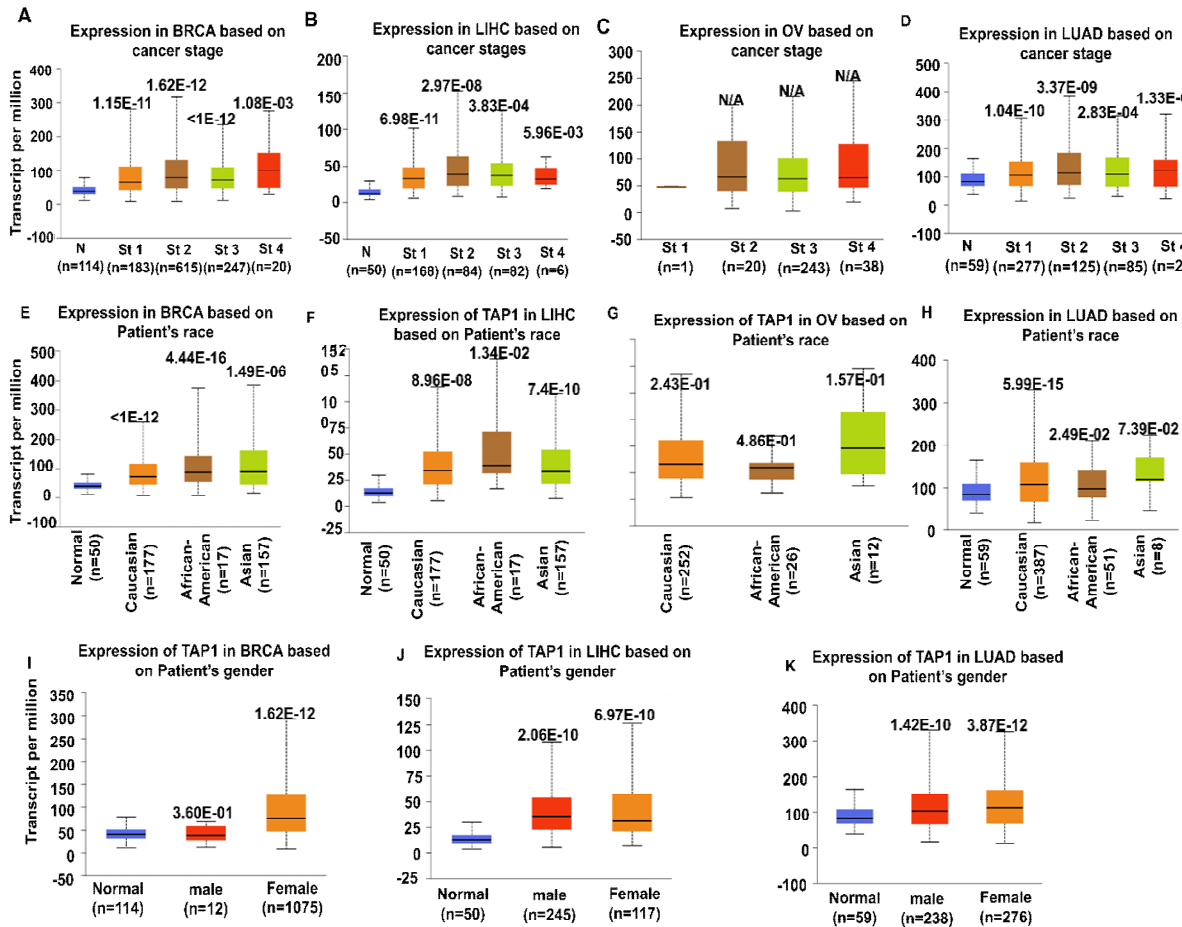 A
Expression in BRCA based on
cancer stage
Transcript per million
400
300
200
100
0
-100
1.15E-11
1.62E-12
<1E-12
1.08E-03
N
St 1
St 2
St 3
St 4
(n=114)
(n=183)
(n=615)
(n=247)
(n=20)
B
Expression in LIHC based on
cancer stages
200
150
100
50
0
-50
6.98E-11
2.97E-08
3.83E-04
5.96E-03
N
St 1
St 2
St 3
St 4
(n=50)
(n=168)
(n=84)
(n=82)
(n=6)
C
Expression in OV based on
cancer stage
300
250
200
150
100
50
0
-50
N/A
N/A
N/A
St 1
St 2
St 3
St 4
(n=1)
(n=20)
(n=243)
(n=38)
D
Expression in LUAD based on
cancer stage
500
400
300
200
100
0
-100
1.04E-10
3.37E-09
2.83E-04
N
St 1
St 2
St 3
St 4
(n=59)
(n=277)
(n=125)
(n=85)
E
Expression in BRCA based on
Patient's race
Transcript per million
500
400
300
200
100
0
-100
<1E-12
4.44E-16
1.49E-06
Normal
(n=50)
Caucasian
(n=177)
African-
American
(n=17)
Asian
(n=157)
F
Expression of TAP1 in LIHC
based on Patient's race
75
50
25
0
-25
8.96E-08
1.34E-02
7.4E-10
Normal
(n=50)
Caucasian
(n=177)
African-
American
(n=17)
Asian
(n=157)
G
Expression of TAP1 in OV based on
Patient's race
2.43E-01
4.86E-01
1.57E-01
Caucasian
(n=252)
African-
American
(n=26)
Asian
(n=12)
H
Expression in LUAD based on
Patient's race
400
300
200
100
0
5.99E-15
2.49E-02
7.39E-02
Normal
(n=59)
Caucasian
(n=387)
African-
American
(n=51)
Asian
(n=8)
I
Expression of TAP1 in BRCA based
on Patient's gender
Transcript per million
350
300
250
200
150
100
50
0
-50
3.60E-01
1.62E-12
Normal
male
Female
(n=114)
(n=12)
(n=1075)
J
Expression of TAP1 in LIHC based on
Patient's gender
150
125
100
75
50
25
0
-25
2.06E-10
6.97E-10
Normal
male
Female
(n=50)
(n=245)
(n=117)
K
Expression of TAP1 in LUAD based
on Patient's gender
400
300
200
100
0
-100
1.42E-10
3.87E-12
Normal
male
Female
(n=59)
(n=238)
(n=276)